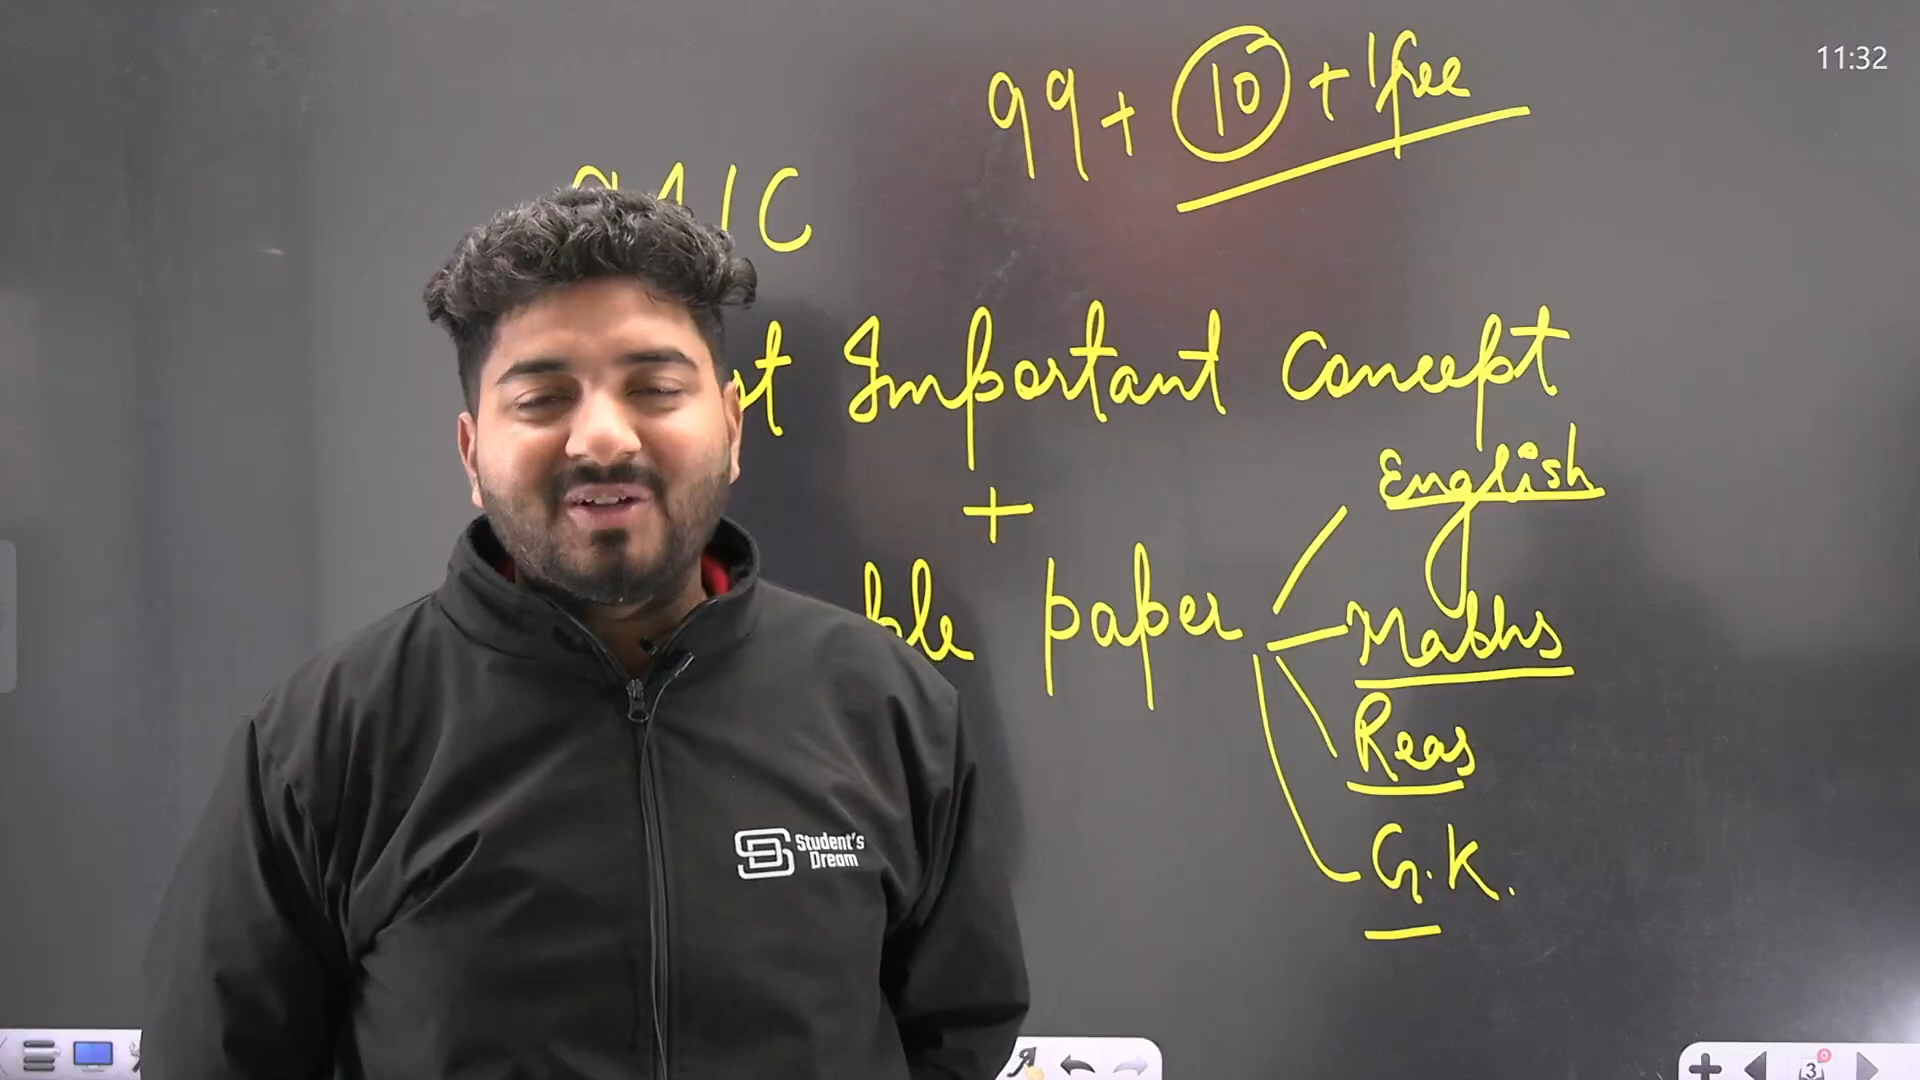 11:32
99 + 10 + 1 free
Important Concept
+
paper
English
Maths
Reas
G.K.
Student's
Dream
3